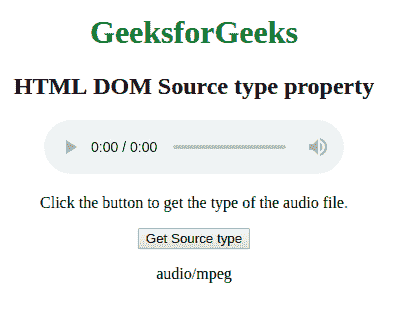 GeeksforGeeks
HTML DOM Source type property
0:00 / 0:00
Click the button to get the type of the audio file.
Get Source type
audio/mpeg